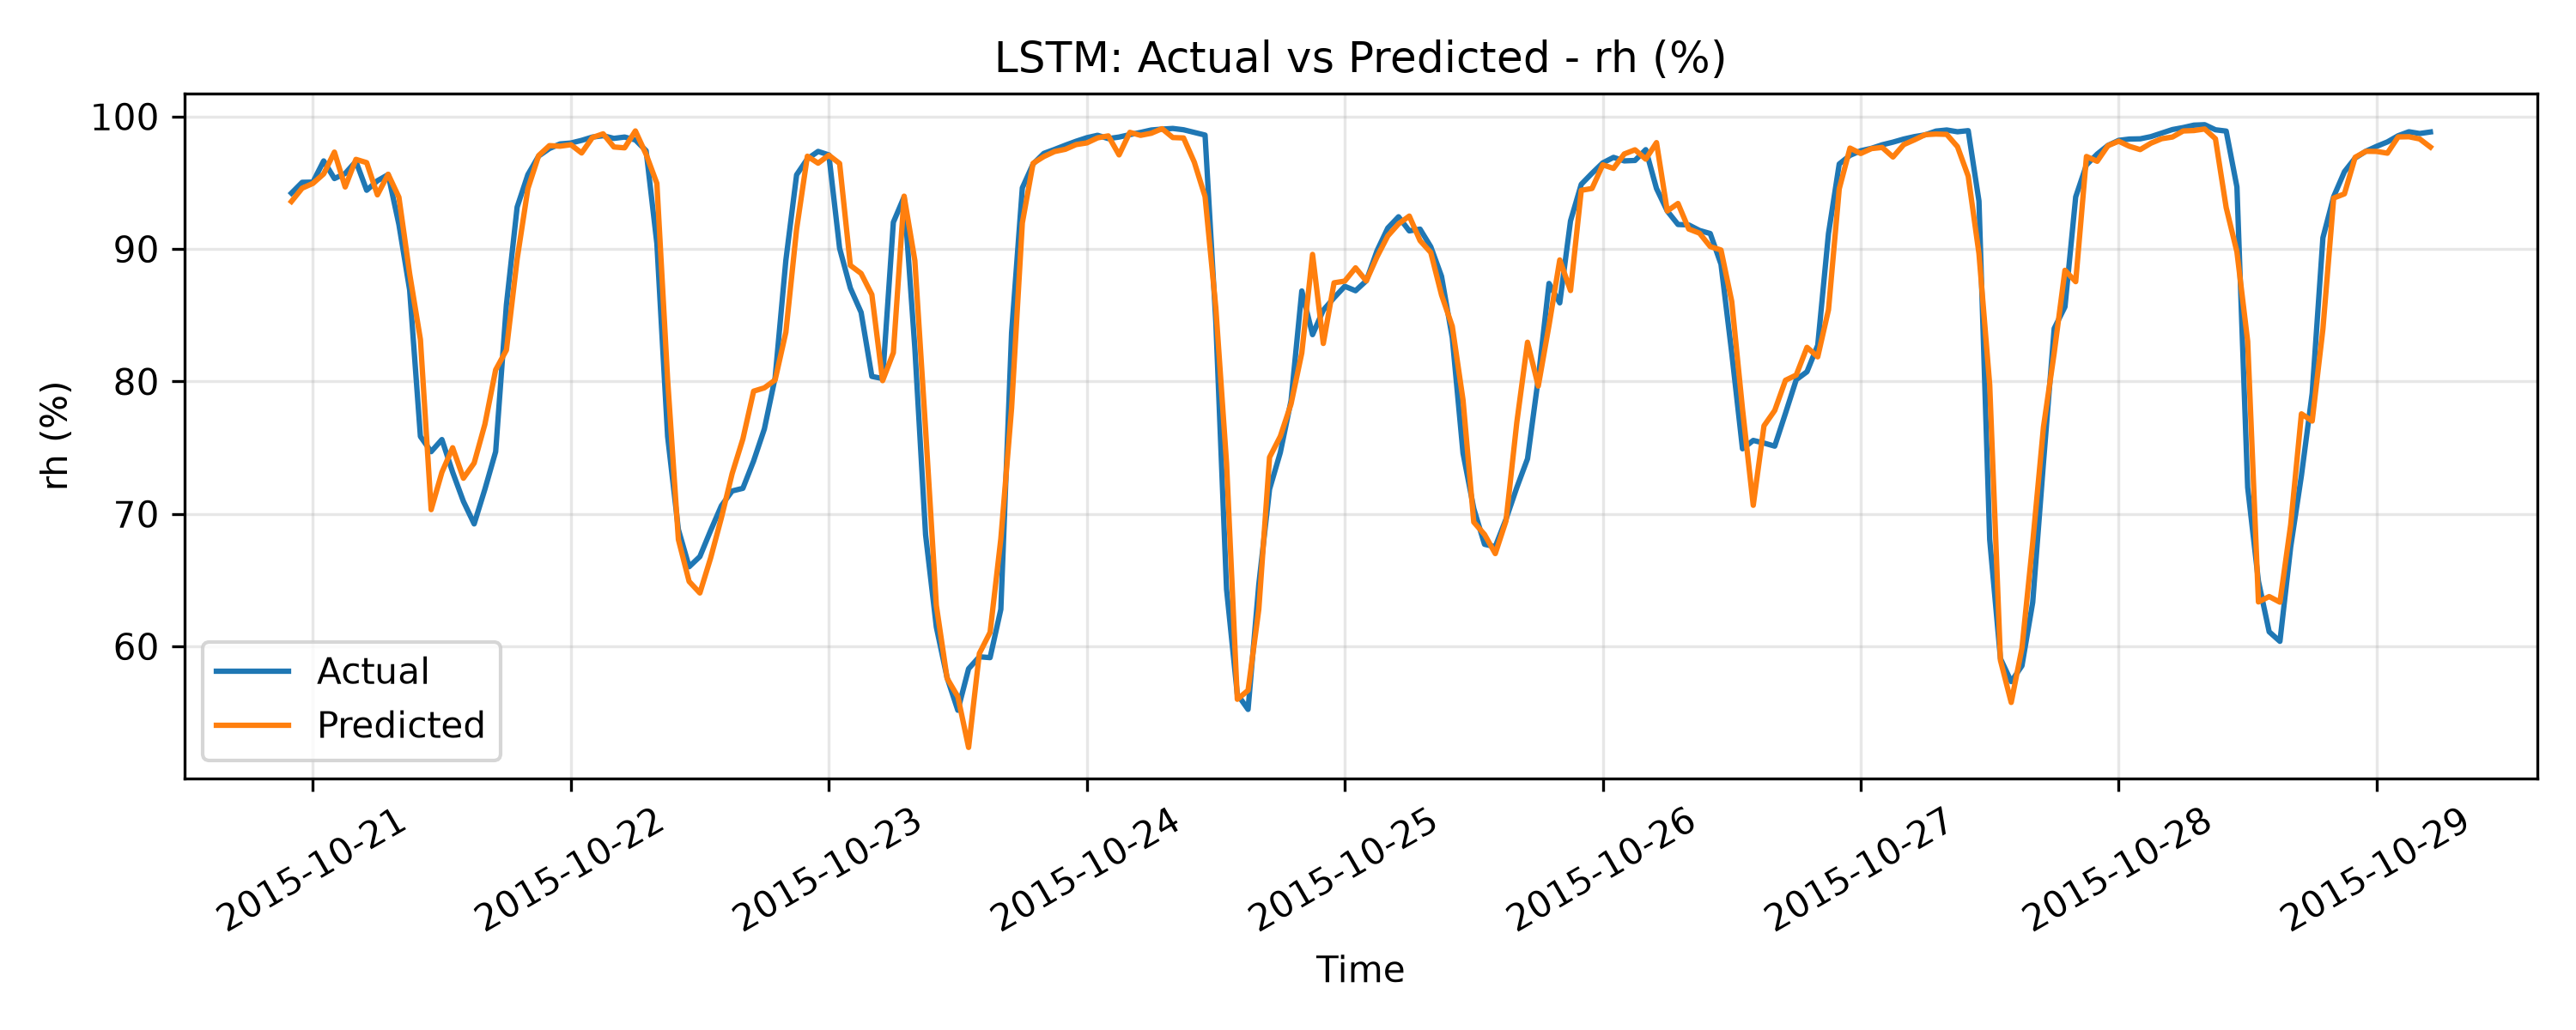 LSTM: Actual vs Predicted - rh (%)
100
90
80
70
60
rh (%)
Actual
Predicted
2015-10-21
2015-10-22
2015-10-23
2015-10-24
2015-10-25
2015-10-26
2015-10-27
2015-10-28
2015-10-29
Time